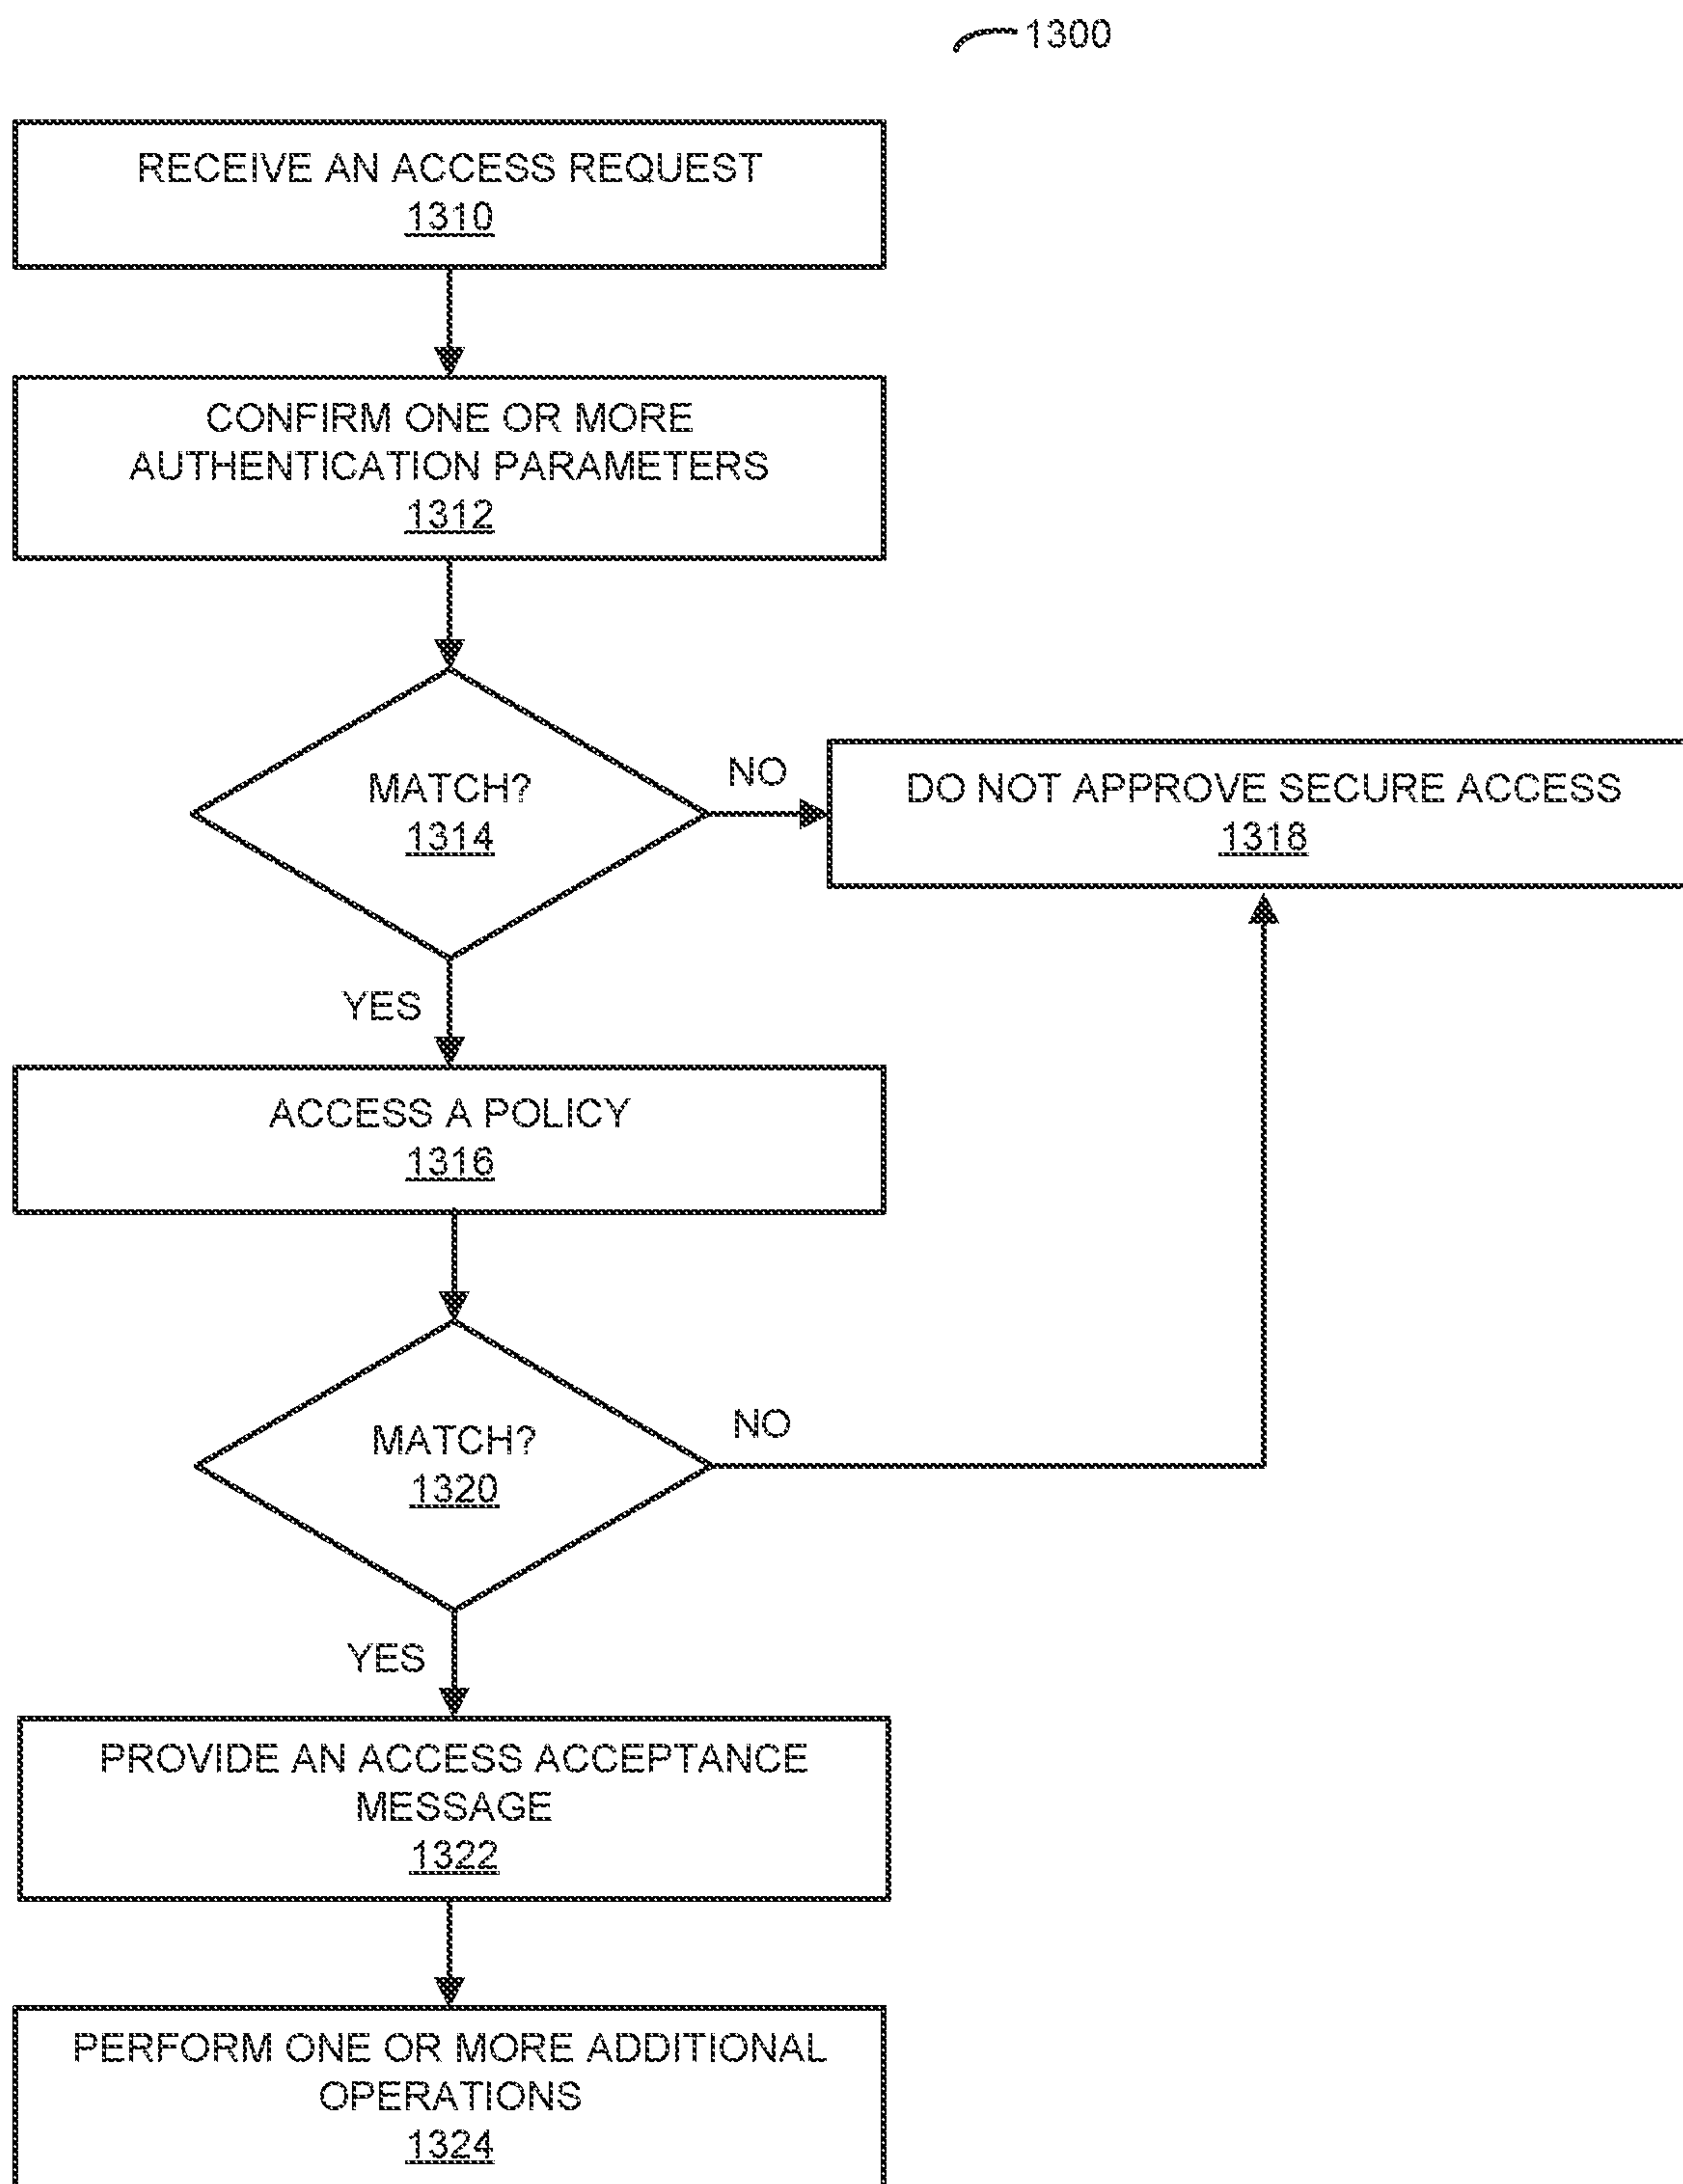 1300
RECEIVE AN ACCESS REQUEST
1310
CONFIRM ONE OR MORE
AUTHENTICATION PARAMETERS
1312
MATCH?
1314
NO
DO NOT APPROVE SECURE ACCESS
1318
YES
ACCESS A POLICY
1316
MATCH?
1320
NO
YES
PROVIDE AN ACCESS ACCEPTANCE
MESSAGE
1322
PERFORM ONE OR MORE ADDITIONAL
OPERATIONS
1324